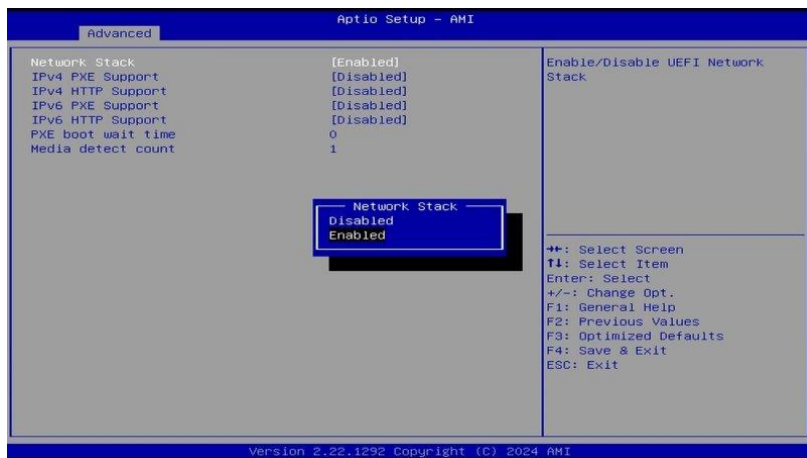 Aptio Setup – AMI
Advanced
Network Stack [Enabled]
IPv4 PXE Support [Disabled]
IPv4 HTTP Support [Disabled]
IPv6 PXE Support [Disabled]
IPv6 HTTP Support [Disabled]
PXE boot wait time 0
Media detect count 1
Enable/Disable UEFI Network
Stack
Network Stack
Disabled
Enabled
→←: Select Screen
↑↓: Select Item
Enter: Select
+/-: Change Opt.
F1: General Help
F2: Previous Values
F3: Optimized Defaults
F4: Save & Exit
ESC: Exit
Version 2.22.1292 Copyright (C) 2024 AMI